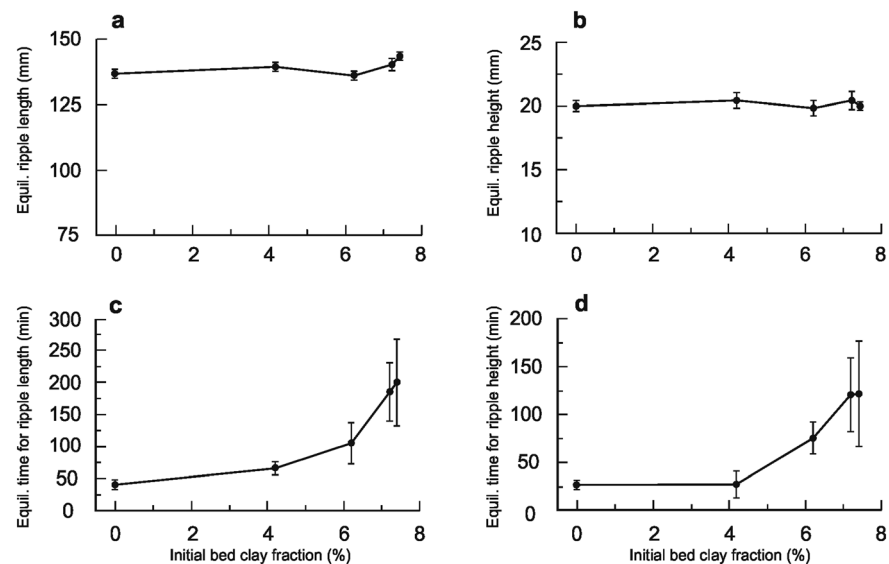 a
Equil. ripple length (mm)
150
125
100
75
0 2 4 6 8
b
Equil. ripple height (mm)
25
20
15
10
0 2 4 6 8
c
Equil. time for ripple length (min)
300
250
200
150
100
50
0
0 2 4 6 8
Initial bed clay fraction (%)
d
Equil. time for ripple height (min)
200
150
100
50
0
0 2 4 6 8
Initial bed clay fraction (%)